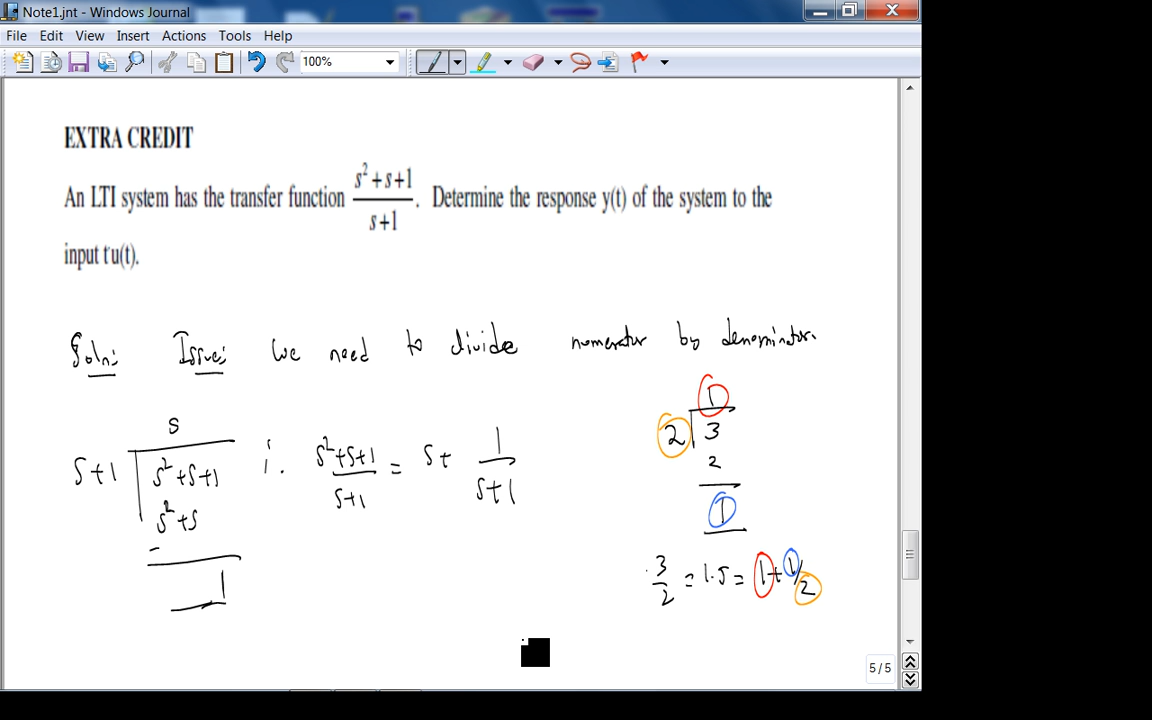 Note1.jnt - Windows Journal
File Edit View Insert Actions Tools Help
100%
EXTRA CREDIT
An LTI system has the transfer function (s²+s+1)/(s+1). Determine the response y(t) of the system to the
input t·u(t).
Soln: Issue: We need to divide numerator by denominator.
s
s+1 | s²+s+1
s²+s
-
1
∴ (s²+s+1)/(s+1) = s+ 1/(s+1)
1
2 | 3
2
1
3/2 = 1.5 = 1+1/2
5/5